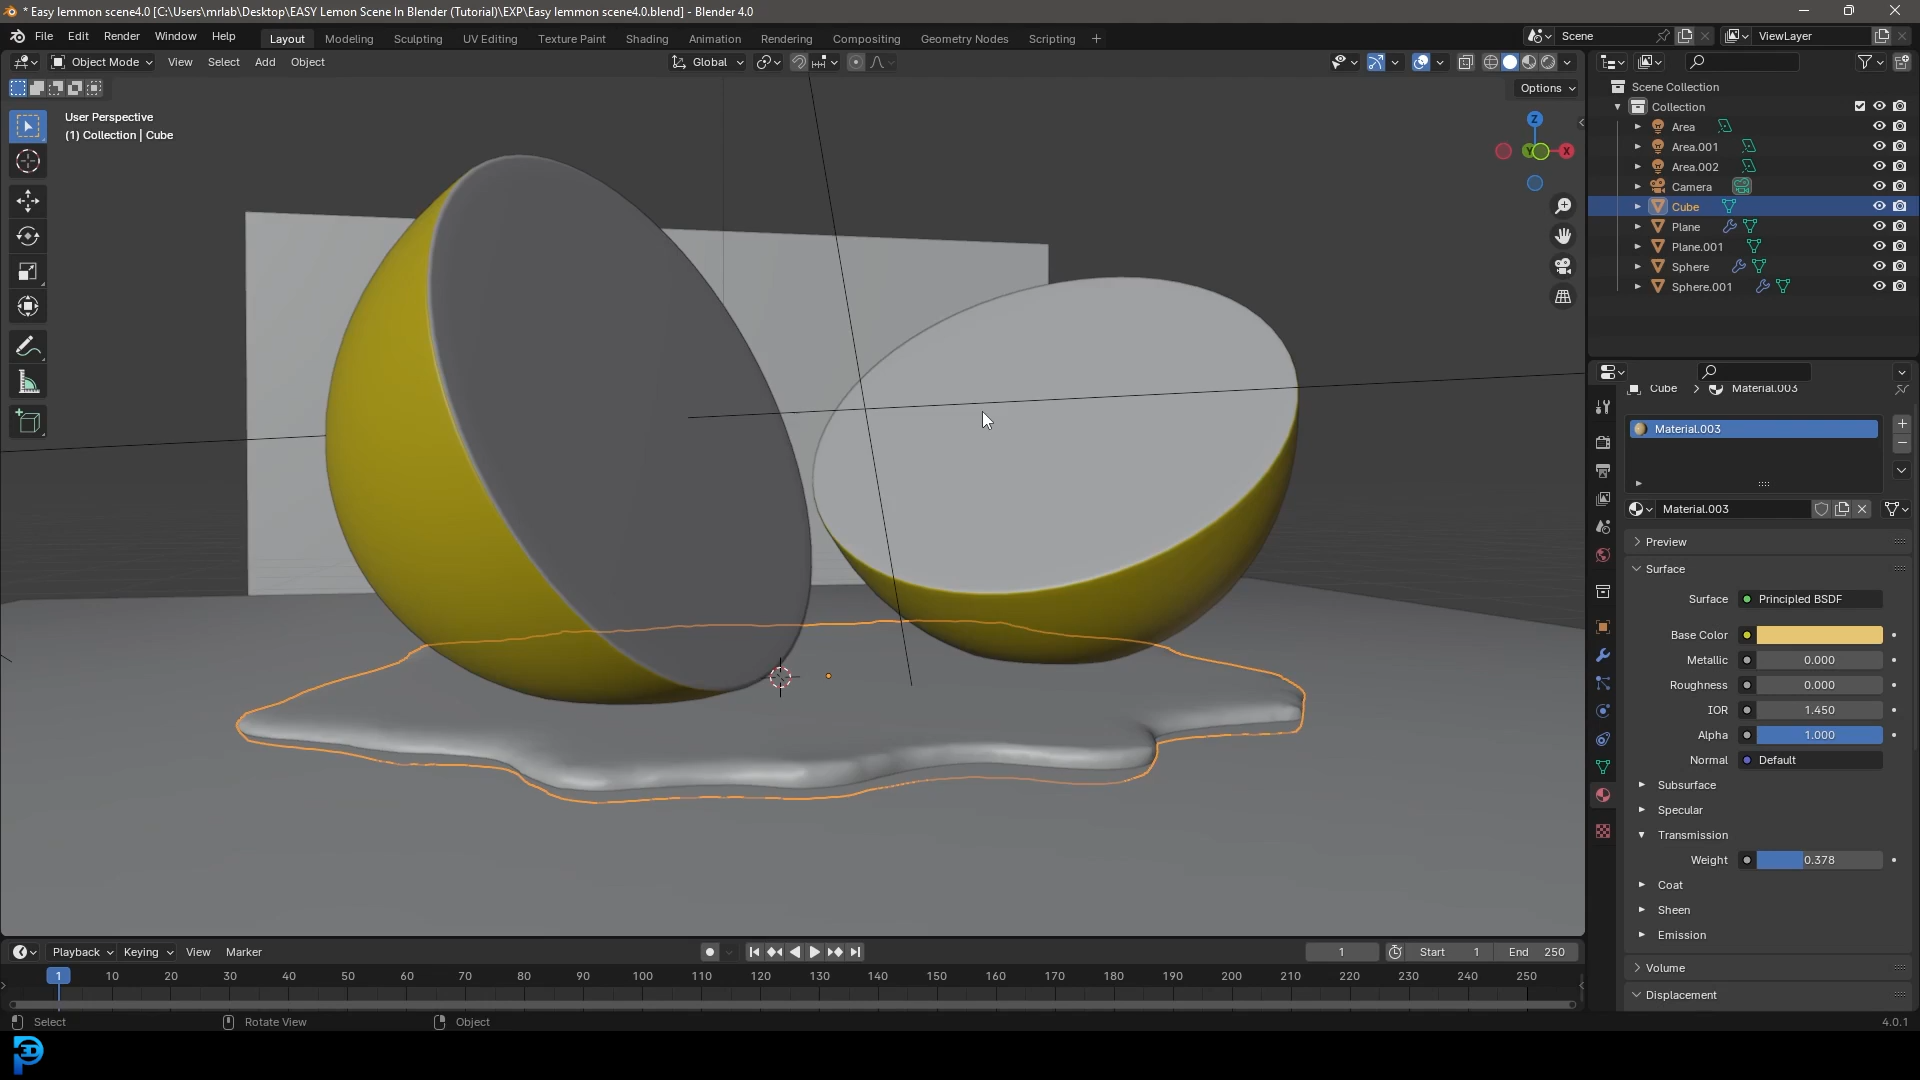 * Easy lemmon scene4.0 [C:\Users\mrlab\Desktop\EASY Lemon Scene In Blender (Tutorial)\EXP\Easy lemmon scene4.0.blend] - Blender 4.0
File Edit Render Window Help Layout Modeling Sculpting UV Editing Texture Paint Shading Animation Rendering Compositing Geometry Nodes Scripting + Scene ViewLayer
Object Mode View Select Add Object Global
Options
User Perspective
(1) Collection | Cube
Z
Y
X
Scene Collection
Collection
Area
Area.001
Area.002
Camera
Cube
Plane
Plane.001
Sphere
Sphere.001
Cube > Material.003
Material.003
Material.003
Preview
Surface
Surface Principled BSDF
Base Color
Metallic 0.000
Roughness 0.000
IOR 1.450
Alpha 1.000
Normal Default
Subsurface
Specular
Transmission
Weight 0.378
Coat
Sheen
Emission
Volume
Displacement
Playback Keying View Marker 1 Start 1 End 250
1 10 20 30 40 50 60 70 80 90 100 110 120 130 140 150 160 170 180 190 200 210 220 230 240 250
Select Rotate View Object 4.0.1
3D